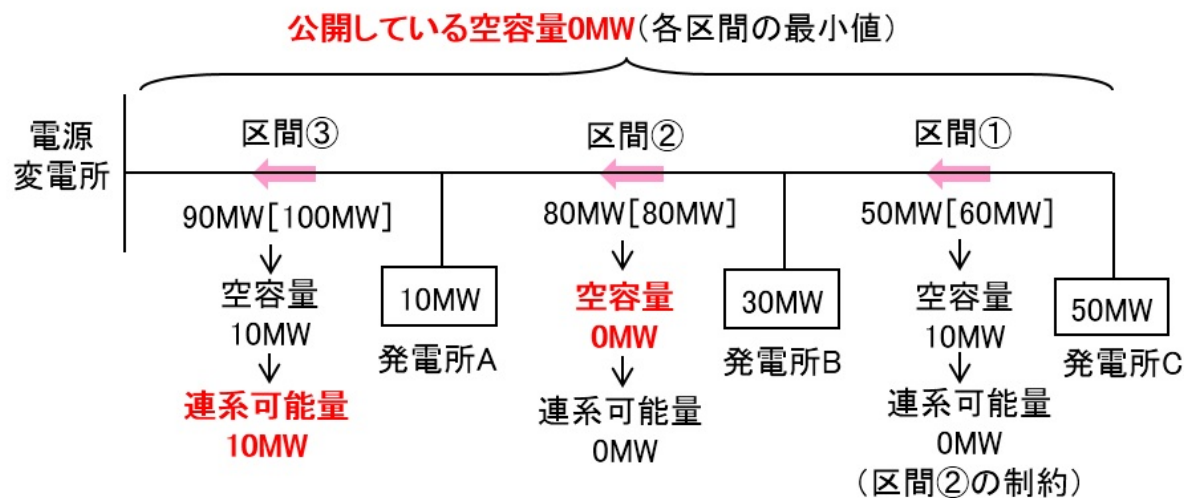 公開している空容量0MW(各区間の最小値)
電源
変電所
区間③
区間②
区間①
90MW[100MW]
80MW[80MW]
50MW[60MW]
空容量
10MW
連系可能量
10MW
10MW
発電所A
空容量
0MW
連系可能量
0MW
30MW
発電所B
空容量
10MW
連系可能量
0MW
(区間②の制約)
50MW
発電所C